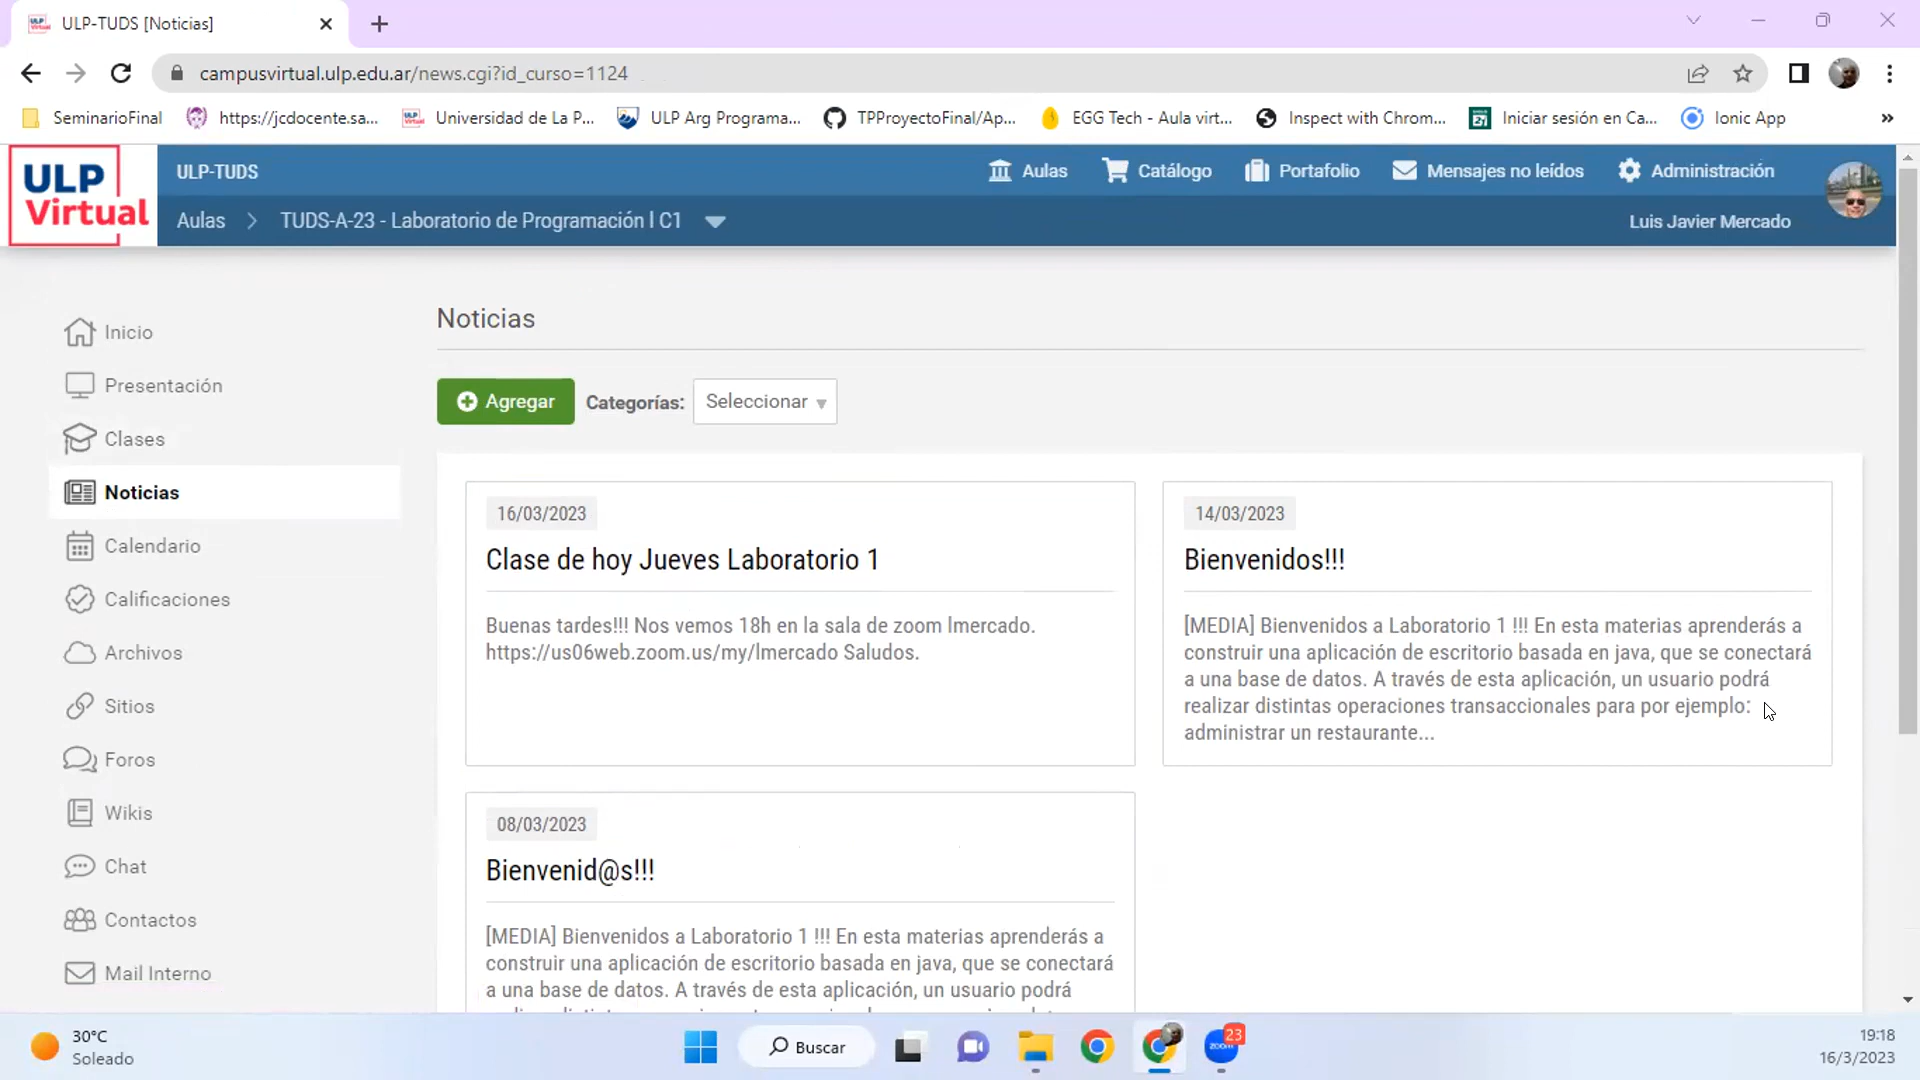 ULP-TUDS [Noticias]
campusvirtual.ulp.edu.ar/news.cgi?id_curso=1124
SeminarioFinal
https://jcdocente.sa...
Universidad de La P...
ULP Arg Programa...
TPProyectoFinal/Ap...
EGG Tech - Aula virt...
Inspect with Chrom...
Iniciar sesión en Ca...
Ionic App
»
ULP
Virtual
ULP-TUDS
Aulas
Catálogo
Portafolio
Mensajes no leídos
Administración
Aulas > TUDS-A-23 - Laboratorio de Programación I C1
Luis Javier Mercado
Inicio
Presentación
Clases
Noticias
Calendario
Calificaciones
Archivos
Sitios
Foros
Wikis
Chat
Contactos
Mail Interno
Noticias
Agregar
Categorías:
Seleccionar
16/03/2023
Clase de hoy Jueves Laboratorio 1
Buenas tardes!!! Nos vemos 18h en la sala de zoom lmercado.
https://us06web.zoom.us/my/lmercado Saludos.
14/03/2023
Bienvenidos!!!
[MEDIA] Bienvenidos a Laboratorio 1 !!! En esta materias aprenderás a
construir una aplicación de escritorio basada en java, que se conectará
a una base de datos. A través de esta aplicación, un usuario podrá
realizar distintas operaciones transaccionales para por ejemplo:
administrar un restaurante...
08/03/2023
Bienvenid@s!!!
[MEDIA] Bienvenidos a Laboratorio 1 !!! En esta materias aprenderás a
construir una aplicación de escritorio basada en java, que se conectará
a una base de datos. A través de esta aplicación, un usuario podrá
30°C
Soleado
Buscar
zoom
23
19:18
16/3/2023